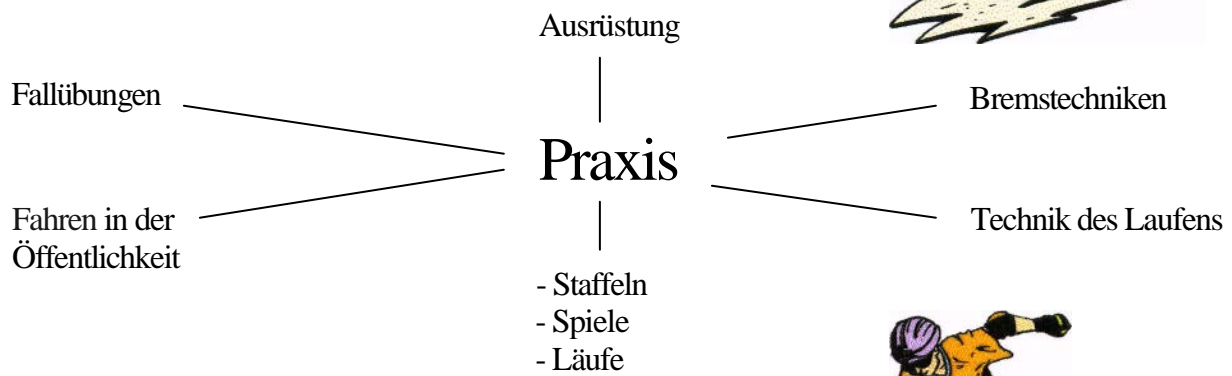 Ausrüstung
Fallübungen
Bremstechniken
Praxis
Fahren in der
Öffentlichkeit
Technik des Laufens
- Staffeln
- Spiele
- Läufe